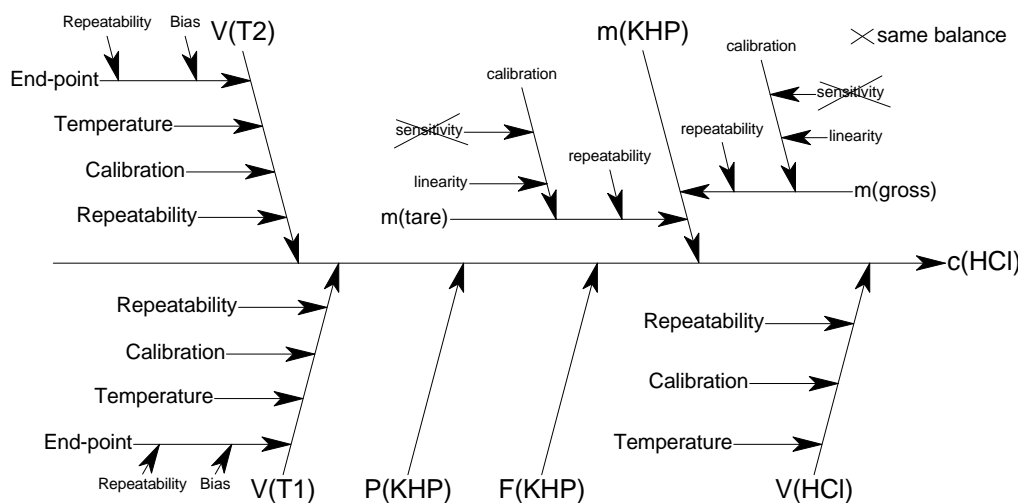 Repeatability
Bias
V(T2)
m(KHP)
same balance
calibration
End-point
calibration
sensitivity
Temperature
sensitivity
repeatability
linearity
repeatability
Calibration
linearity
m(gross)
Repeatability
m(tare)
c(HCl)
Repeatability
Repeatability
Calibration
Calibration
Temperature
End-point
Temperature
Repeatability
Bias
V(T1)
P(KHP)
F(KHP)
V(HCl)